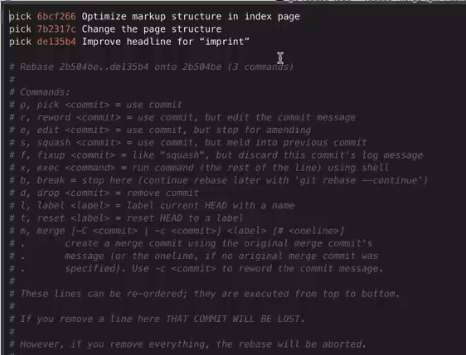 pick 6bcf266 Optimize markup structure in index page
pick 7b2317c Change the page structure
pick de135b4 Improve headline for “imprint”
# Rebase 2b504be..de135b4 onto 2b504be (3 commands)
#
# Commands:
# p, pick <commit> = use commit
# r, reword <commit> = use commit, but edit the commit message
# e, edit <commit> = use commit, but stop for amending
# s, squash <commit> = use commit, but meld into previous commit
# f, fixup <commit> = like "squash", but discard this commit's log message
# x, exec <command> = run command (the rest of the line) using shell
# b, break = stop here (continue rebase later with 'git rebase --continue')
# d, drop <commit> = remove commit
# l, label <label> = label current HEAD with a name
# t, reset <label> = reset HEAD to a label
# m, merge [-C <commit> | -c <commit>] <label> [# <oneline>]
# .       create a merge commit using the original merge commit's
# .       message (or the oneline, if no original merge commit was
# .       specified). Use -c <commit> to reword the commit message.
#
# These lines can be re-ordered; they are executed from top to bottom.
#
# If you remove a line here THAT COMMIT WILL BE LOST.
#
# However, if you remove everything, the rebase will be aborted.